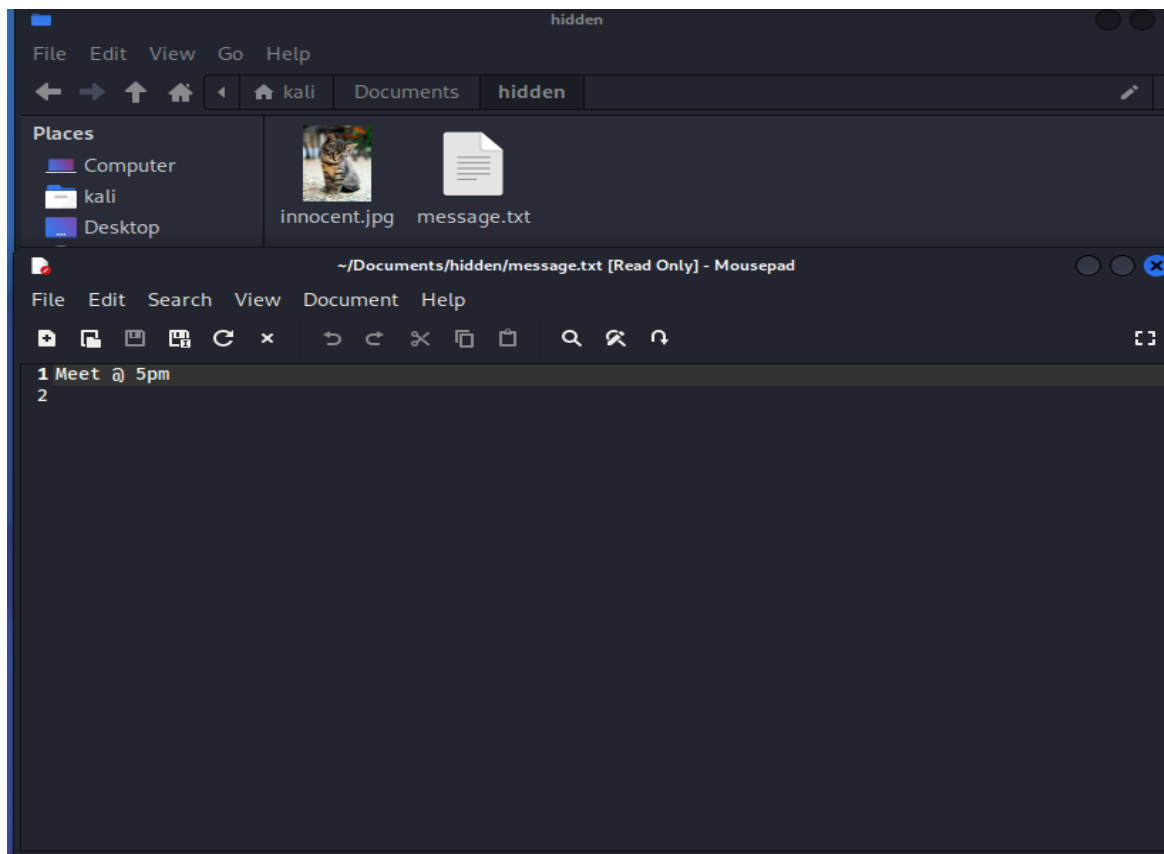 hidden
File Edit View Go Help
kali Documents hidden
Places
Computer
kali
Desktop
innocent.jpg message.txt
~/Documents/hidden/message.txt [Read Only] - Mousepad
File Edit Search View Document Help
1 Meet @ 5pm
2